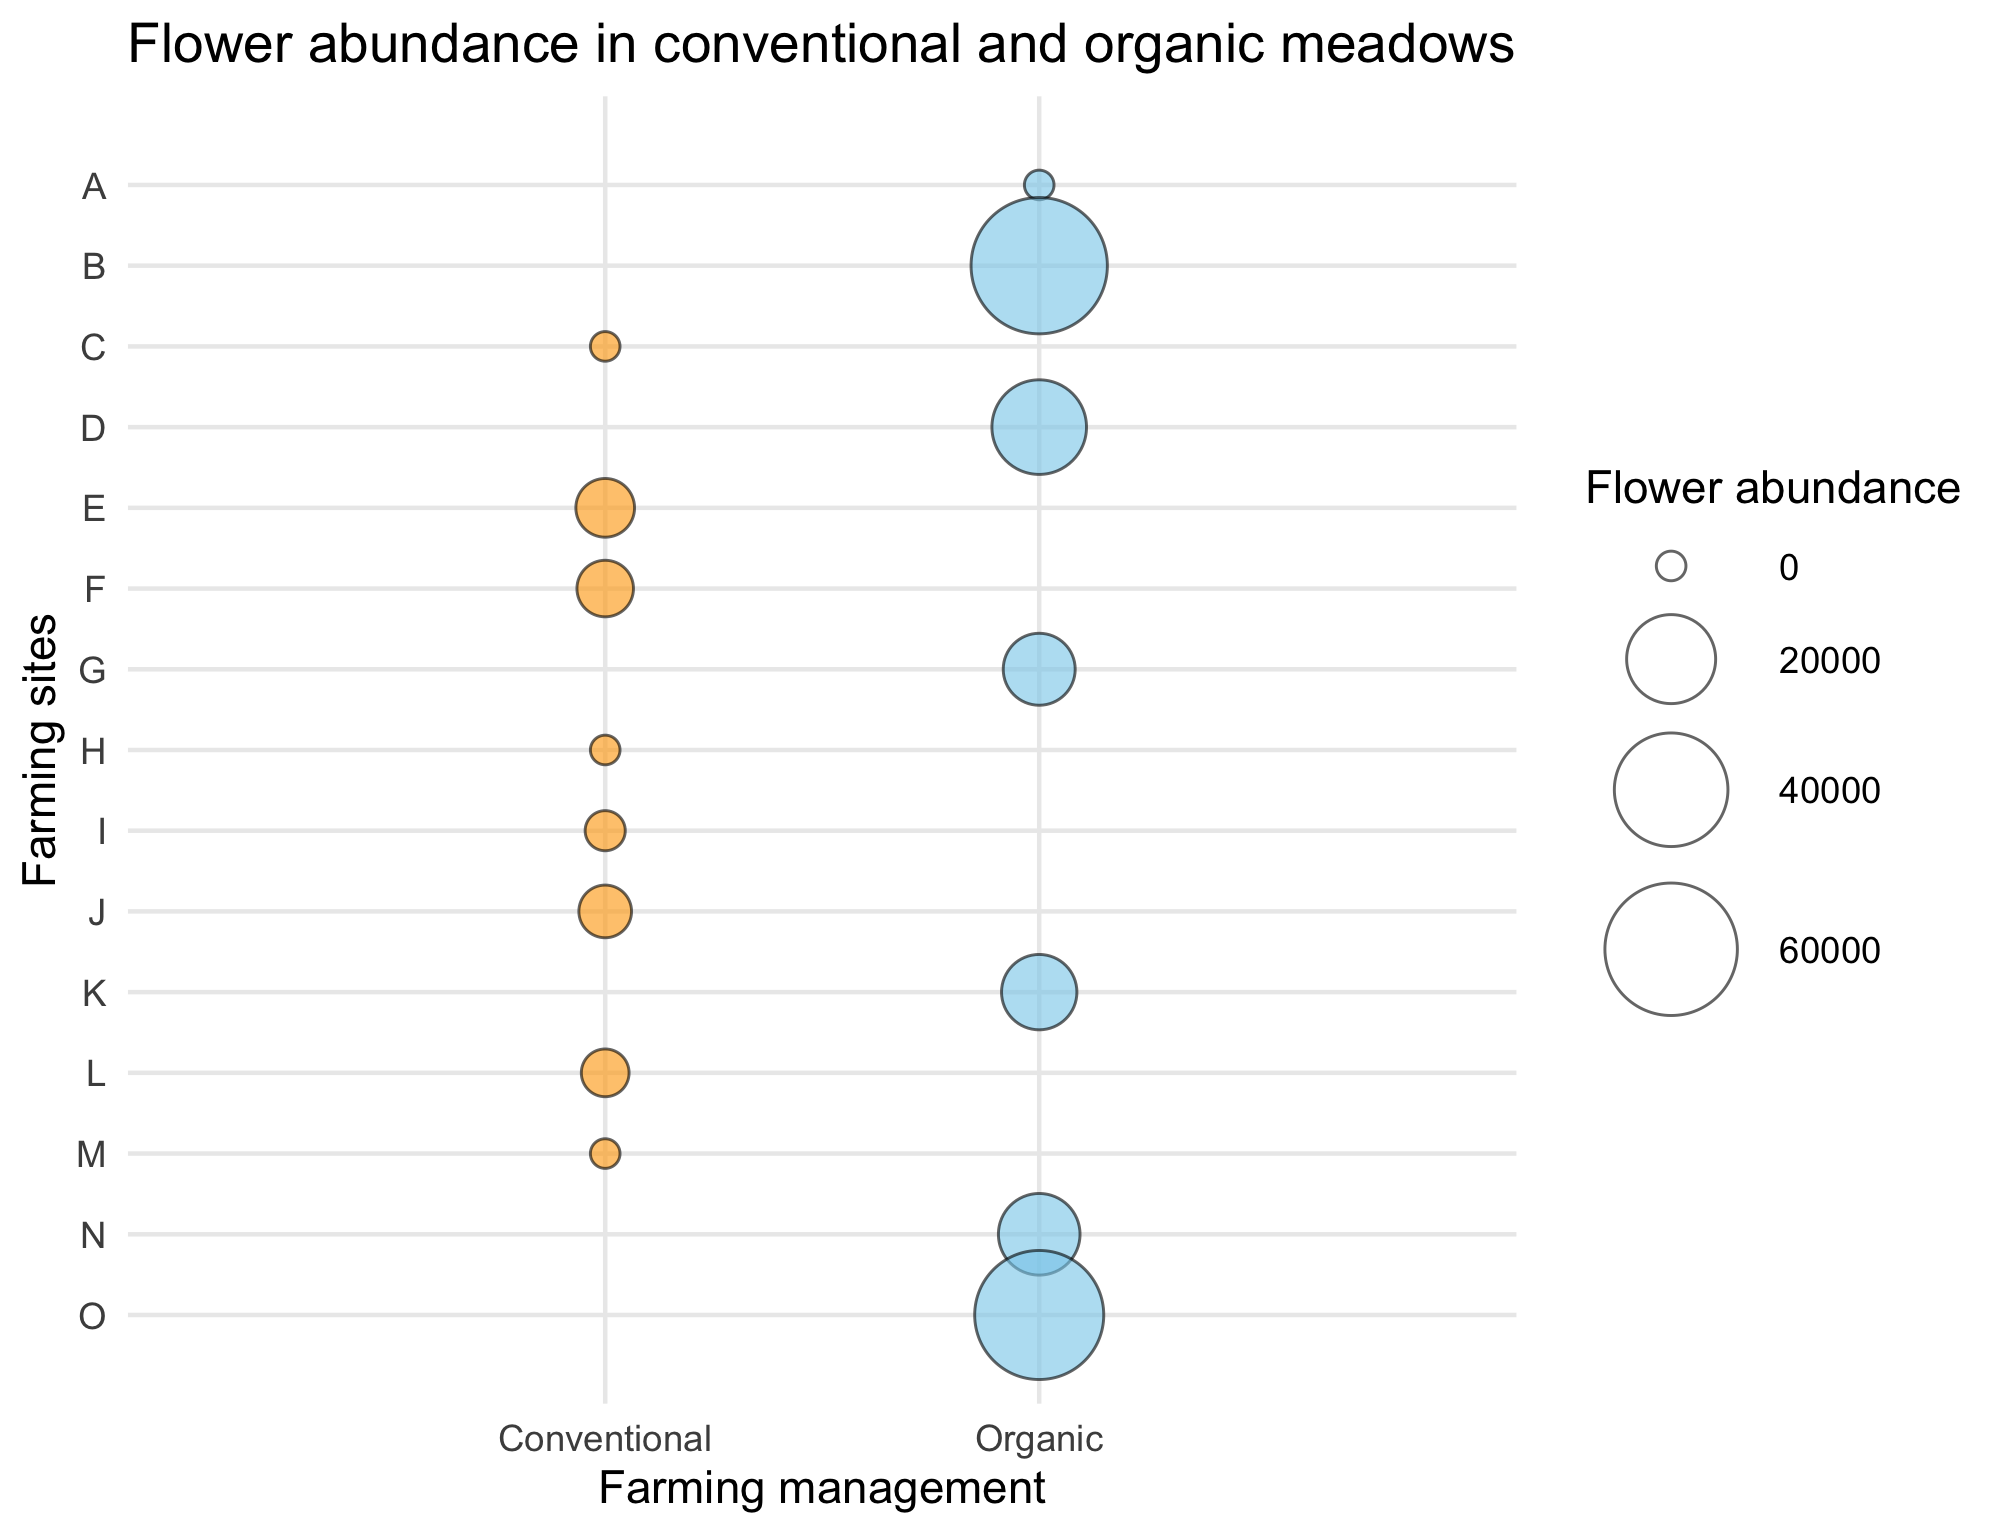 Flower abundance in conventional and organic meadows
A
B
C
D
E
F
G
H
I
J
K
L
M
N
O
Farming sites
Conventional Organic
Farming management
Flower abundance
0
20000
40000
60000